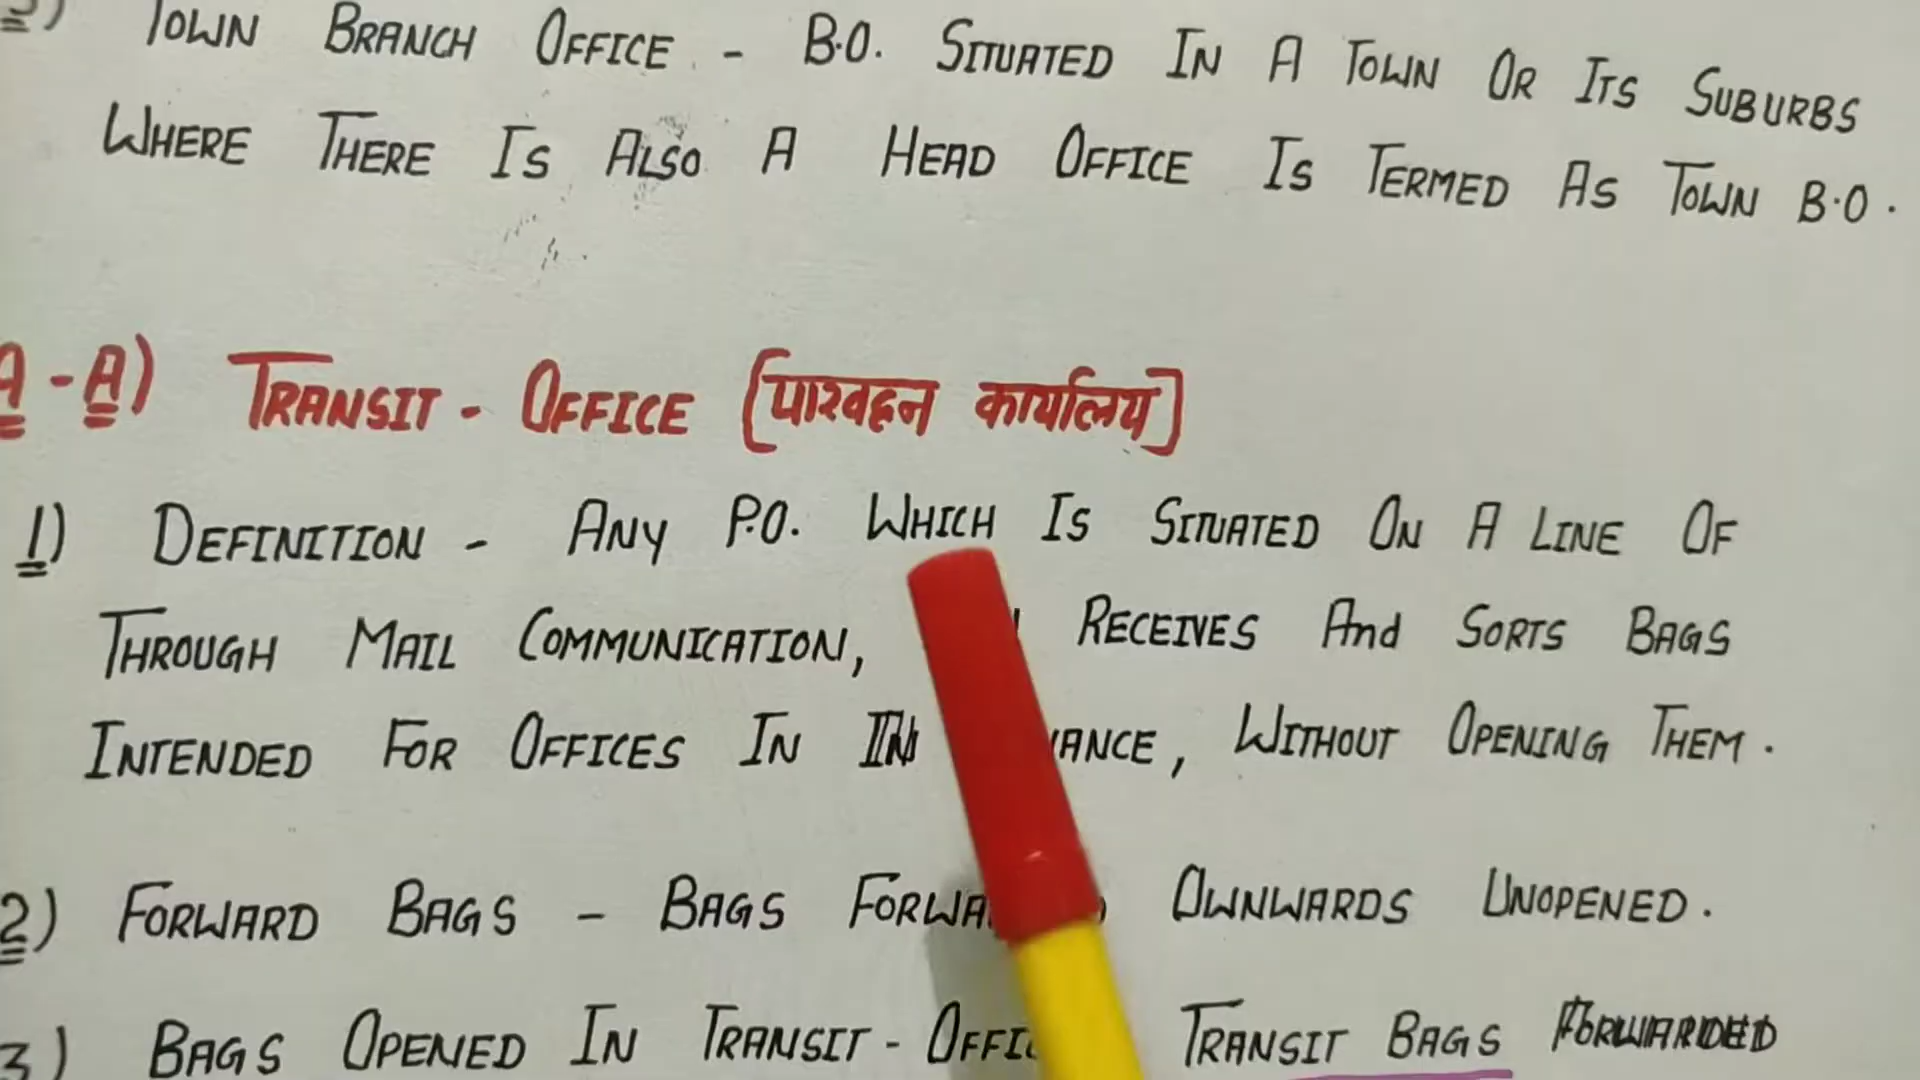 3) TOWN BRANCH OFFICE - B.O. SITUATED IN A TOWN OR ITS SUBURBS
WHERE THERE IS ALSO A HEAD OFFICE IS TERMED AS TOWN B.O.
A-A) TRANSIT - OFFICE [पारवहन कार्यालय]
1) DEFINITION - ANY P.O. WHICH IS SITUATED ON A LINE OF
THROUGH MAIL COMMUNICATION, RECEIVES And SORTS BAGS
INTENDED FOR OFFICES IN WITHOUT OPENING THEM.
2) FORWARD BAGS - BAGS OWNWARDS UNOPENED.
3) BAGS OPENED IN TRANSIT - TRANSIT BAGS FORWARDED